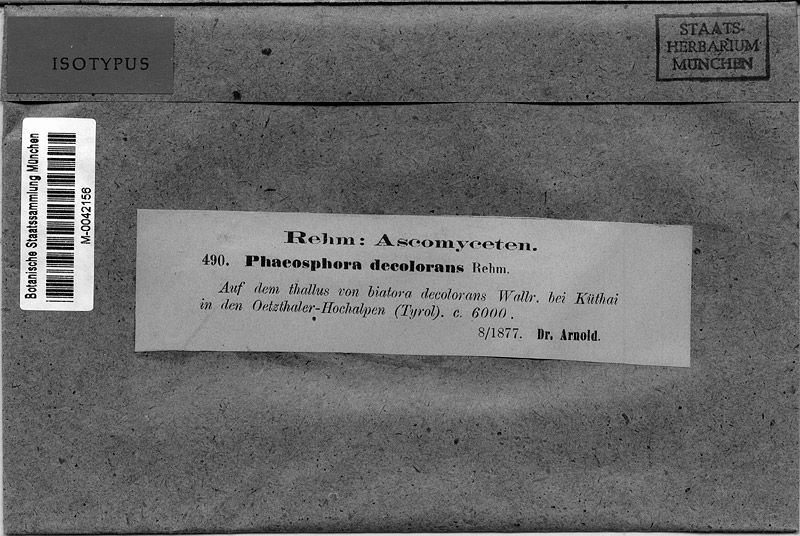 ISOTYPUS
STAATS-
HERBARIUM
MÜNCHEN
Botanische Staatssammlung München
M-0042156
Rehm: Ascomyceten.
490. Phaeosphora decolorans Rehm.
Auf dem thallus von biatora decolorans Wallr. bei Küthai
in den Oetzthaler-Hochalpen (Tyrol). c. 6000.
8/1877. Dr. Arnold.